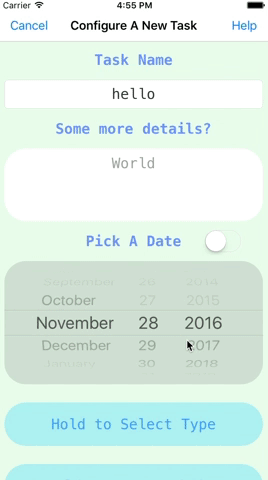 Carrier 4:55 PM
Cancel Configure A New Task Help
Task Name
hello
Some more details?
World
Pick A Date
September 26 2014
October 27 2015
November 28 2016
December 29 2017
January 30 2018
Hold to Select Type